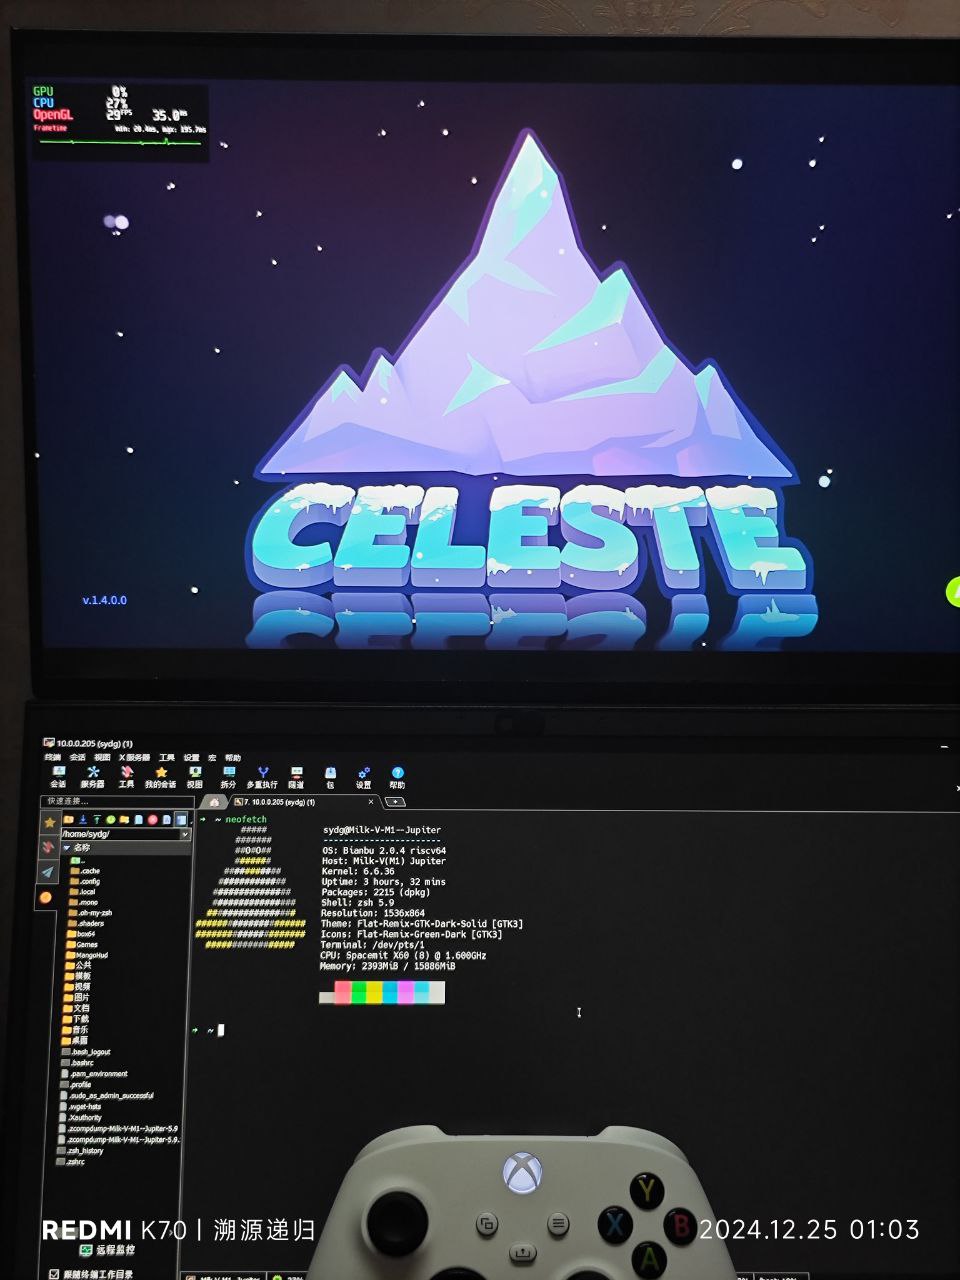 GPU 0%
CPU 27%
OpenGL 29FPS 35.0ms
Frametime min: 20.4ms, max: 195.7ms
CELESTE
v.1.4.0.0
10.0.0.205 (sydg) (1)
终端 会话 视图 X服务器 工具 设置 宏 帮助
会话 服务器 工具 我的会话 视图 拆分 多重执行 隧道 包 设置 帮助
快速连接...
7. 10.0.0.205 (sydg) (1)
/home/sydg/
名称
..
.cache
.config
.local
.mono
.oh-my-zsh
.shaders
box64
Games
MangoHud
公共
模板
视频
图片
文档
下载
音乐
桌面
.bash_logout
.bashrc
.pam_environment
.profile
.sudo_as_admin_successful
.wget-hsts
.Xauthority
.zcompdump-Milk-V-M1--Jupiter-5.9
.zcompdump-Milk-V-M1--Jupiter-5.9.
.zsh_history
.zshrc
远程监控
跟随终端工作目录
→ ~ neofetch
#####
#######
##O#O##
#######
###########
#############
###############
################
#################
#####################
#####################
#################
sydg@Milk-V-M1--Jupiter
-----------------------
OS: Bianbu 2.0.4 riscv64
Host: Milk-V(M1) Jupiter
Kernel: 6.6.36
Uptime: 3 hours, 32 mins
Packages: 2215 (dpkg)
Shell: zsh 5.9
Resolution: 1536x864
Theme: Flat-Remix-GTK-Dark-Solid [GTK3]
Icons: Flat-Remix-Green-Dark [GTK3]
Terminal: /dev/pts/1
CPU: Spacemit X60 (8) @ 1.600GHz
Memory: 2393MiB / 15886MiB
→ ~
Y
X
B
A
REDMI K70 | 溯源递归
2024.12.25 01:03